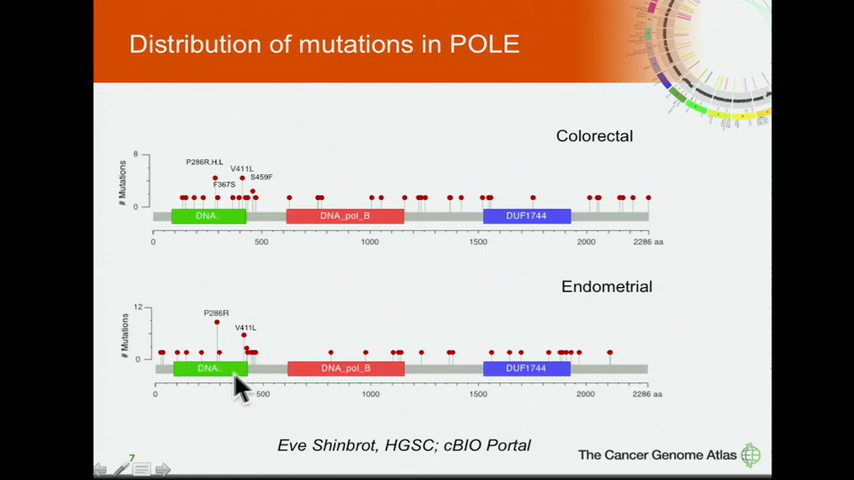 Distribution of mutations in POLE
Colorectal
8
# Mutations
0
P286R,H,L
F367S
V411L
S459F
DNA..
DNA_pol_B
DUF1744
0 500 1000 1500 2000 2286 aa
Endometrial
12
# Mutations
0
P286R
V411L
DNA..
DNA_pol_B
DUF1744
0 500 1000 1500 2000 2286 aa
Eve Shinbrot, HGSC; cBIO Portal
The Cancer Genome Atlas
7